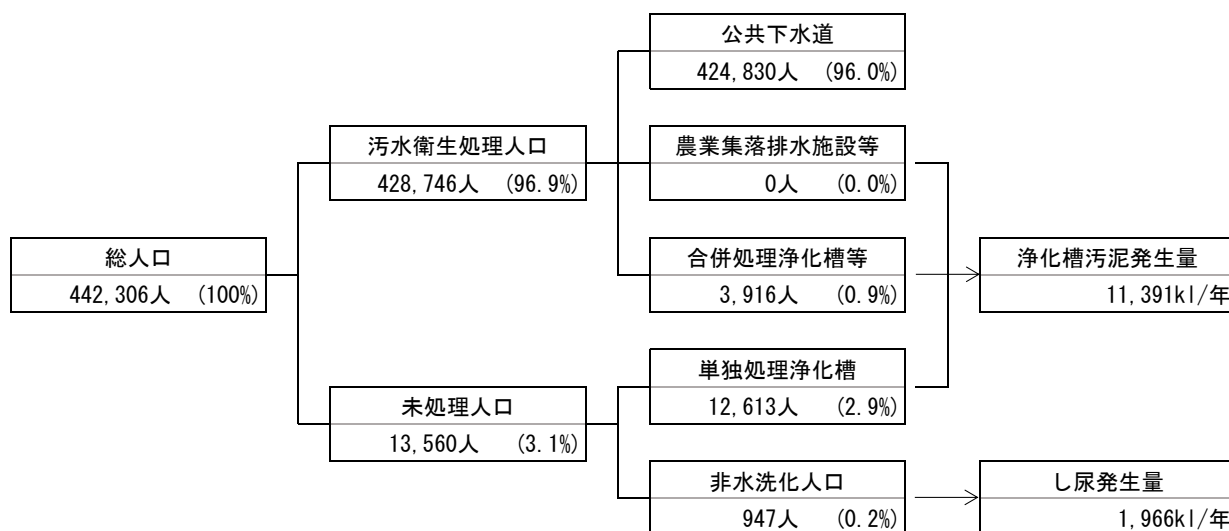 公共下水道
424,830人 (96.0%)
汚水衛生処理人口
428,746人 (96.9%)
農業集落排水施設等
0人 (0.0%)
総人口
442,306人 (100%)
合併処理浄化槽等
3,916人 (0.9%)
浄化槽汚泥発生量
11,391kl/年
単独処理浄化槽
12,613人 (2.9%)
未処理人口
13,560人 (3.1%)
非水洗化人口
947人 (0.2%)
し尿発生量
1,966kl/年